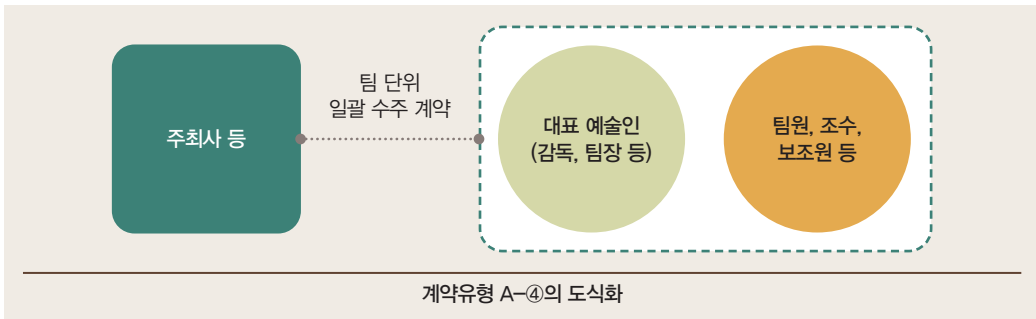 주최사 등
팀 단위
일괄 수주 계약
대표 예술인
(감독, 팀장 등)
팀원, 조수,
보조원 등
계약유형 A-④의 도식화